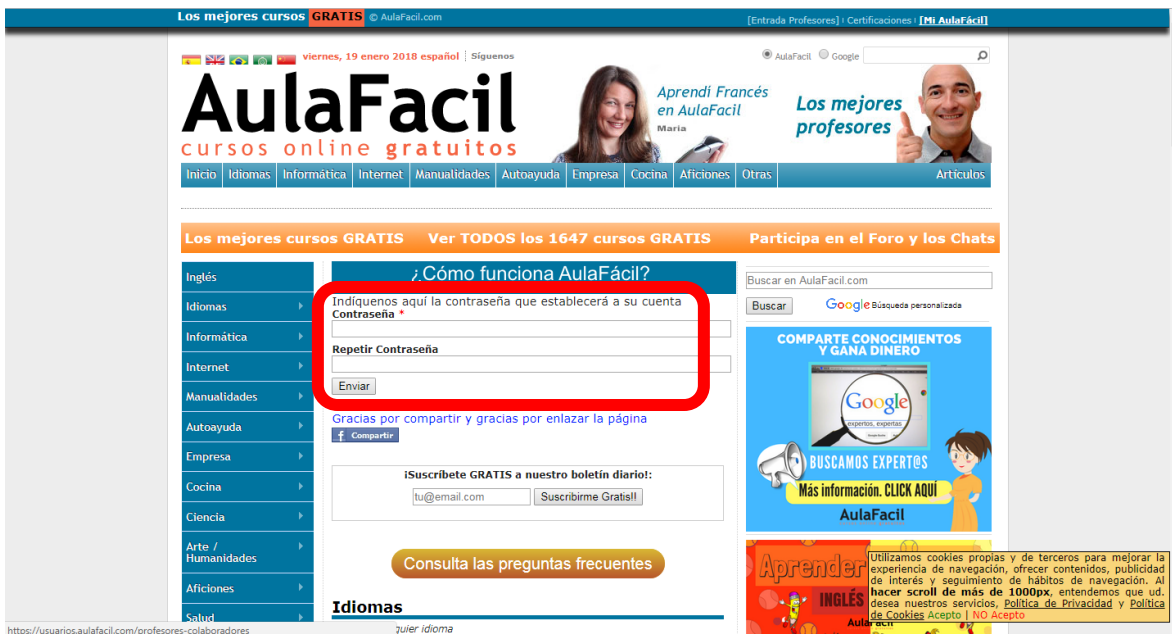 Los mejores cursos GRATIS © AulaFacil.com
[Entrada Profesores] | Certificaciones | [Mi AulaFácil]
viernes, 19 enero 2018 español Síguenos
AulaFacil Google
AulaFacil
cursos online gratuitos
Aprendí Francés
en AulaFacil
Maria
Los mejores
profesores
Inicio Idiomas Informática Internet Manualidades Autoayuda Empresa Cocina Aficiones Otras Artículos
Los mejores cursos GRATIS Ver TODOS los 1647 cursos GRATIS Participa en el Foro y los Chats
Inglés
Idiomas
Informática
Internet
Manualidades
Autoayuda
Empresa
Cocina
Ciencia
Arte /
Humanidades
Aficiones
Salud
¿Cómo funciona AulaFácil?
Indíquenos aquí la contraseña que establecerá a su cuenta
Contraseña *
Repetir Contraseña
Enviar
Gracias por compartir y gracias por enlazar la página
f Compartir
¡Suscríbete GRATIS a nuestro boletín diario!:
tu@email.com Suscribirme Gratis!!
Consulta las preguntas frecuentes
Idiomas
quier idioma
Buscar en AulaFacil.com
Buscar Google Búsqueda personalizada
COMPARTE CONOCIMIENTOS
Y GANA DINERO
Google
expertos, expertas
BUSCAMOS EXPERT@S
Más información. CLICK AQUÍ
AulaFacil
Aprender
INGLÉS
Utilizamos cookies propias y de terceros para mejorar la
experiencia de navegación, ofrecer contenidos, publicidad
de interés y seguimiento de hábitos de navegación. Al
hacer scroll de más de 1000px, entendemos que ud.
desea nuestros servicios, Política de Privacidad y Política
de Cookies Acepto | NO Acepto
https://usuarios.aulafacil.com/profesores-colaboradores